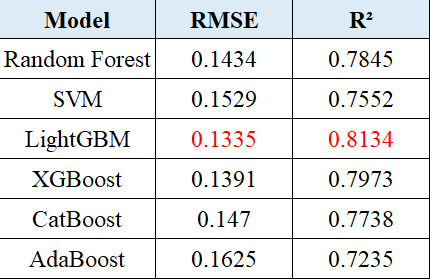 Model RMSE R²
Random Forest 0.1434 0.7845
SVM 0.1529 0.7552
LightGBM 0.1335 0.8134
XGBoost 0.1391 0.7973
CatBoost 0.147 0.7738
AdaBoost 0.1625 0.7235